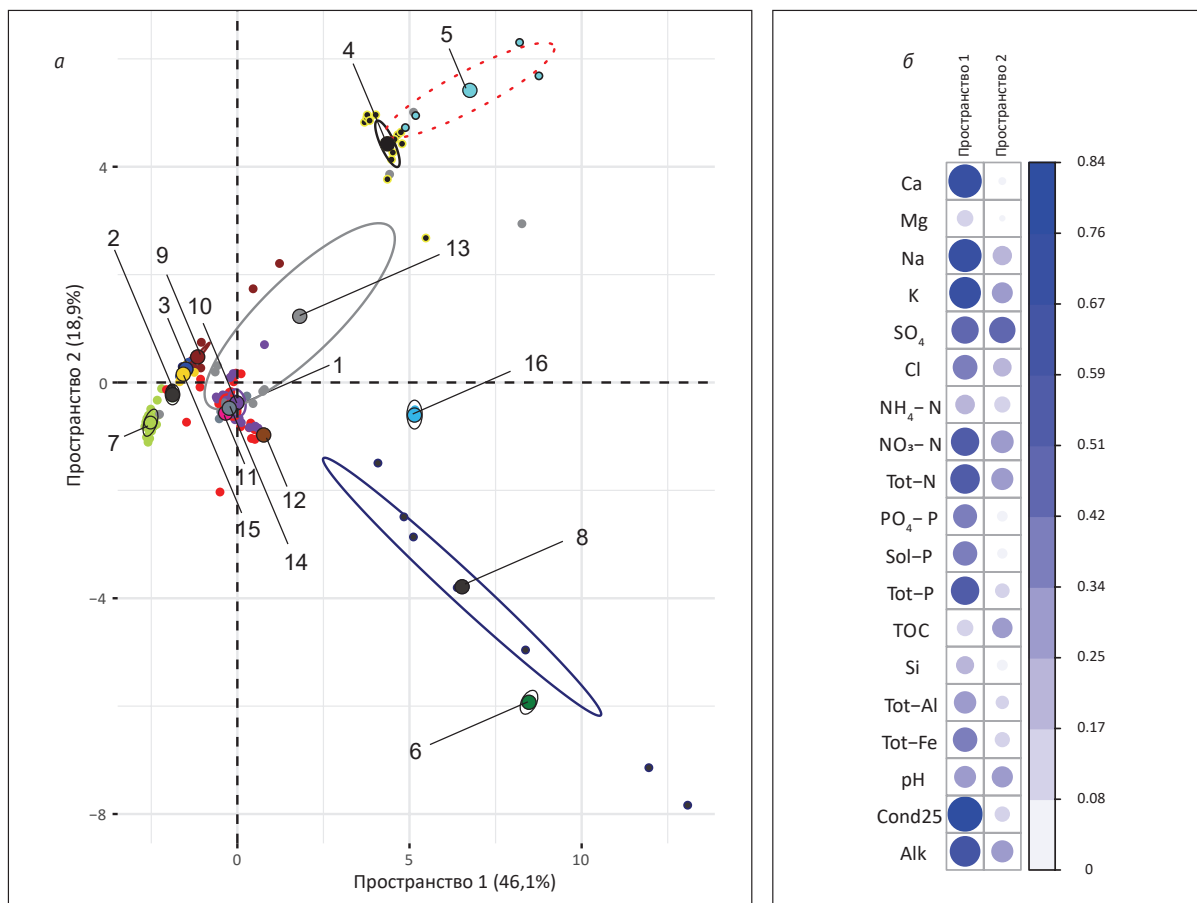 а
4
5
4
2
9
3
10
13
1
16
0
7
11
12
15
14
8
−4
6
−8
0
5
10
Пространство 1 (46,1%)
Пространство 2 (18,9%)
б
Пространство 1
Пространство 2
Ca
Mg
Na
K
SO₄
Cl
NH₄− N
NO₃− N
Tot−N
PO₄− P
Sol−P
Tot−P
TOC
Si
Tot−Al
Tot−Fe
pH
Cond25
Alk
0.84
0.76
0.67
0.59
0.51
0.42
0.34
0.25
0.17
0.08
0